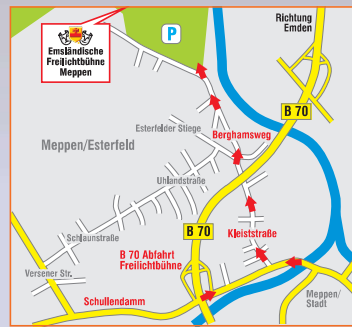 Emsländische
Freilichtbühne
Meppen
P
Richtung
Emden
B 70
Esterfelder Stiege
Berghamsweg
Meppen/Esterfeld
Uhlandstraße
Schlaunstraße
B 70
Kleiststraße
B 70 Abfahrt
Freilichtbühne
Versener Str.
Schullendamm
Meppen/
Stadt